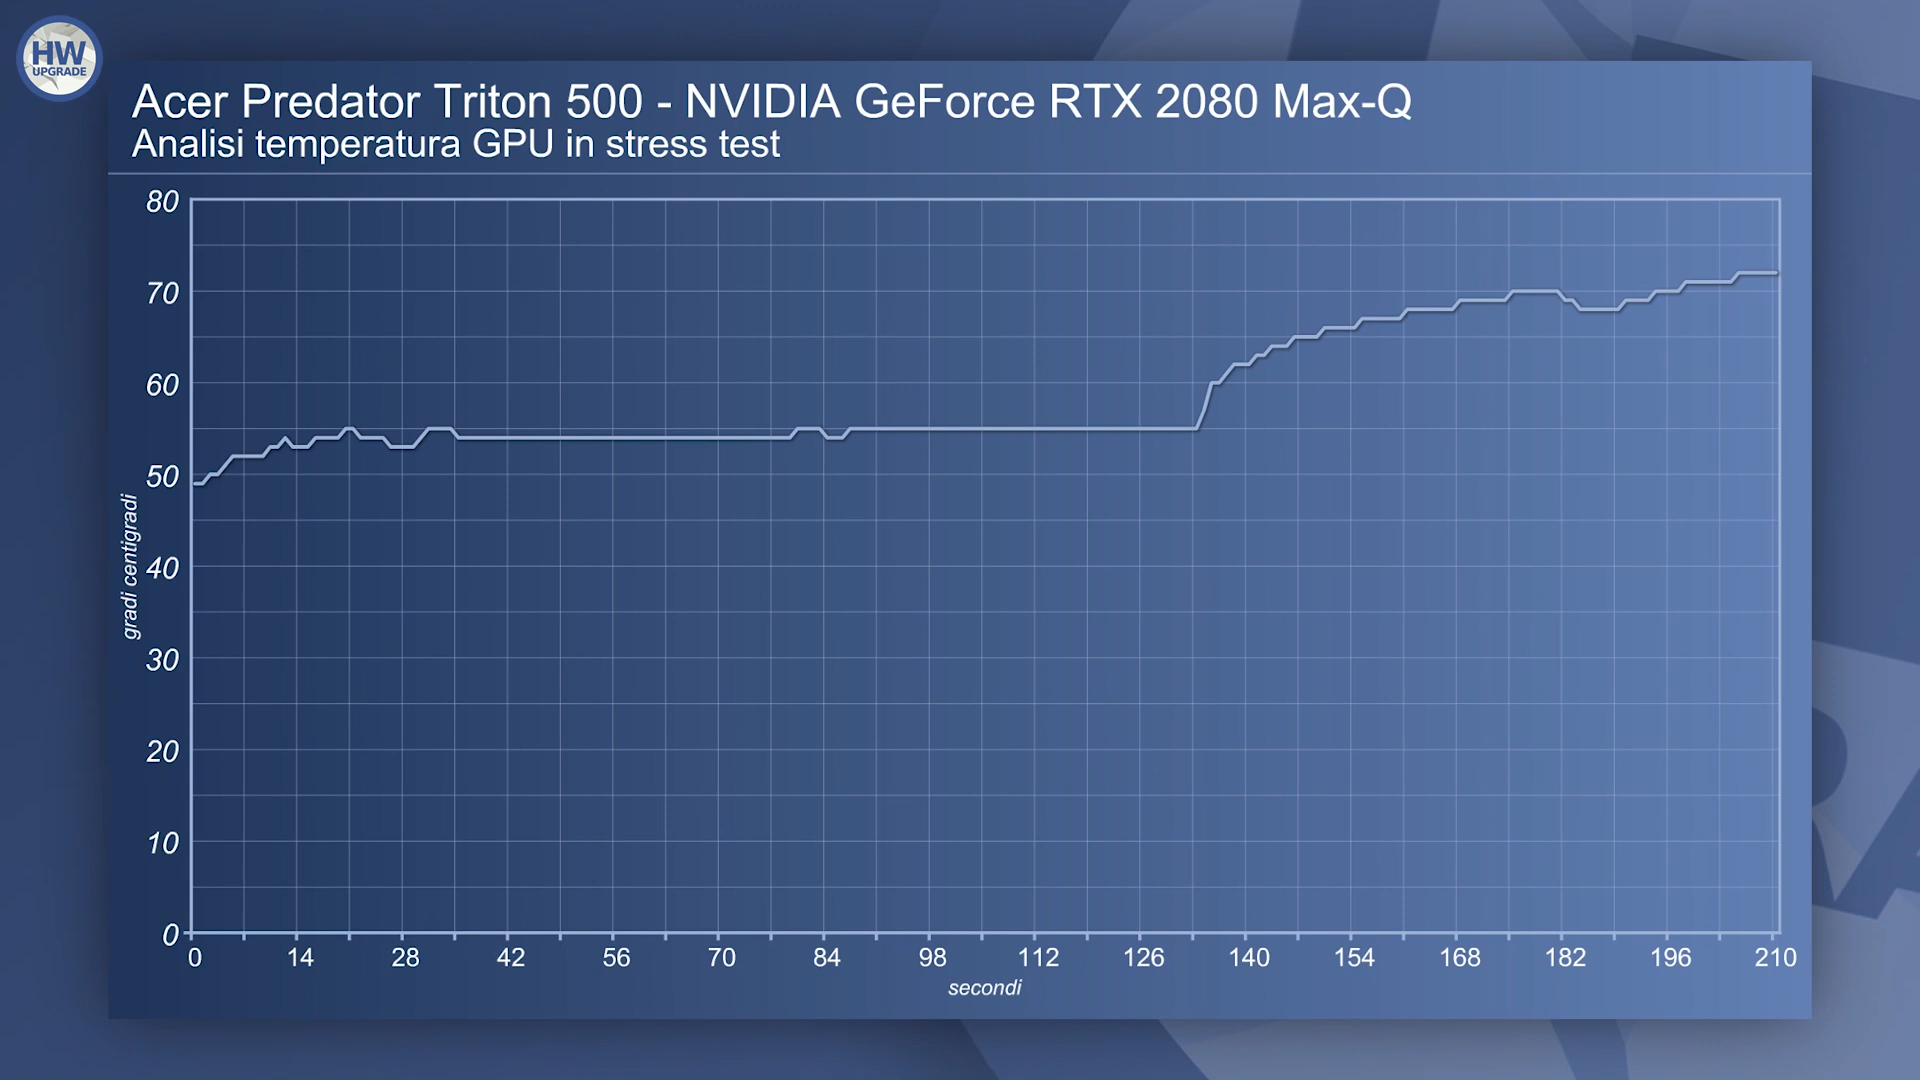 HW
UPGRADE
Acer Predator Triton 500 - NVIDIA GeForce RTX 2080 Max-Q
Analisi temperatura GPU in stress test
80
70
60
50
40
30
20
10
0
gradi centigradi
0 14 28 42 56 70 84 98 112 126 140 154 168 182 196 210
secondi